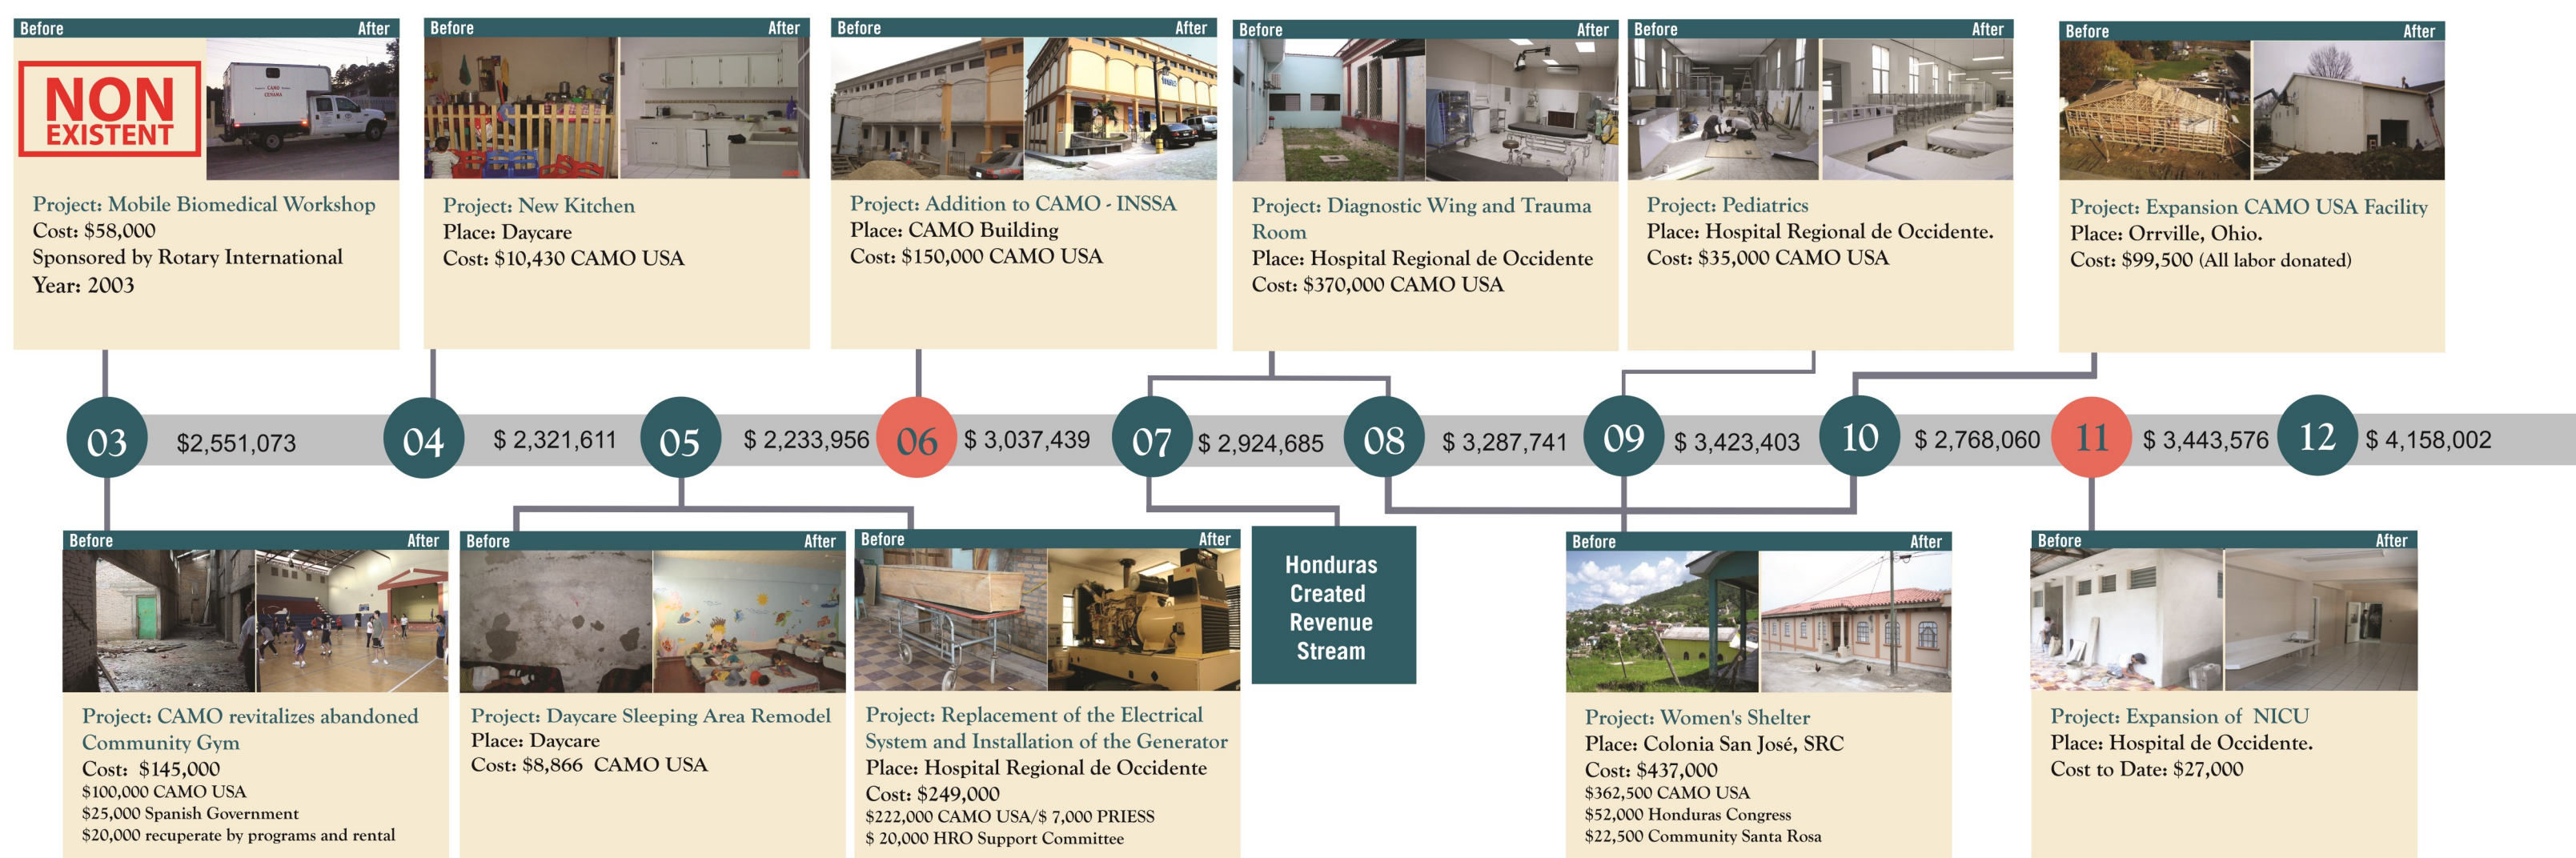 Before After
NON
EXISTENT
CAMO
Project: Mobile Biomedical Workshop
Cost: $58,000
Sponsored by Rotary International
Year: 2003
Before After
Project: New Kitchen
Place: Daycare
Cost: $10,430 CAMO USA
Before After
Project: Addition to CAMO - INSSA
Place: CAMO Building
Cost: $150,000 CAMO USA
Before After
Project: Diagnostic Wing and Trauma
Room
Place: Hospital Regional de Occidente
Cost: $370,000 CAMO USA
Before After
Project: Pediatrics
Place: Hospital Regional de Occidente.
Cost: $35,000 CAMO USA
Before After
Project: Expansion CAMO USA Facility
Place: Orrville, Ohio.
Cost: $99,500 (All labor donated)
03 $2,551,073 04 $ 2,321,611 05 $ 2,233,956 06 $ 3,037,439 07 $ 2,924,685 08 $ 3,287,741 09 $ 3,423,403 10 $ 2,768,060 11 $ 3,443,576 12 $ 4,158,002
Before After
Project: CAMO revitalizes abandoned
Community Gym
Cost: $145,000
$100,000 CAMO USA
$25,000 Spanish Government
$20,000 recuperate by programs and rental
Before After
Project: Daycare Sleeping Area Remodel
Place: Daycare
Cost: $8,866 CAMO USA
Before After
Project: Replacement of the Electrical
System and Installation of the Generator
Place: Hospital Regional de Occidente
Cost: $249,000
$222,000 CAMO USA/$ 7,000 PRIESS
$ 20,000 HRO Support Committee
Honduras
Created
Revenue
Stream
Before After
Project: Women's Shelter
Place: Colonia San José, SRC
Cost: $437,000
$362,500 CAMO USA
$52,000 Honduras Congress
$22,500 Community Santa Rosa
Before After
Project: Expansion of NICU
Place: Hospital de Occidente.
Cost to Date: $27,000